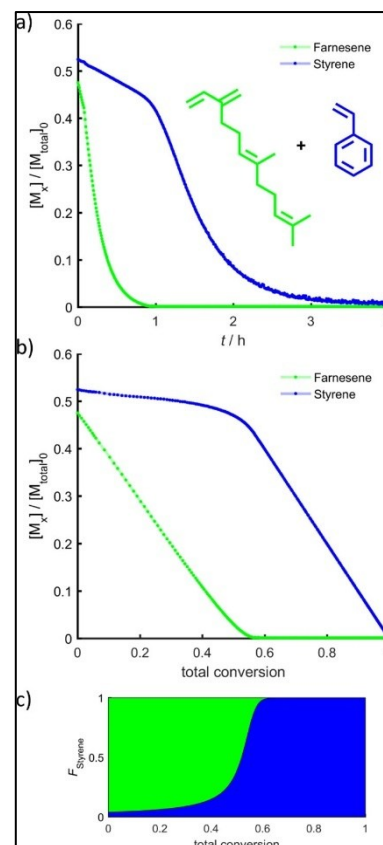 a)
0.6
0.5
0.4
0.3
0.2
0.1
0
[Mₓ] / [M_total]₀
Farnesene
Styrene
+
0 1 2 3
t / h
b)
0.6
0.5
0.4
0.3
0.2
0.1
0
[Mₓ] / [M_total]₀
Farnesene
Styrene
0 0.2 0.4 0.6 0.8
total conversion
c)
1
0.5
0
F_Styrene
0 0.2 0.4 0.6 0.8 1
total conversion